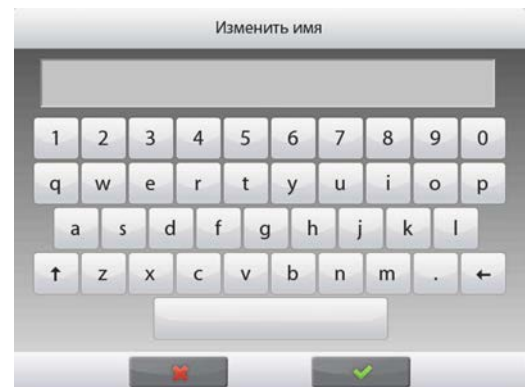 Изменить имя
1 2 3 4 5 6 7 8 9 0
q w e r t y u i o p
a s d f g h j k l
↑ z x c v b n m . ←